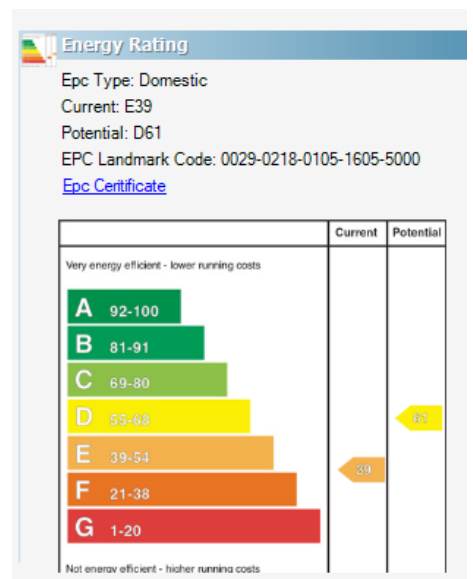 Energy Rating
Epc Type: Domestic
Current: E39
Potential: D61
EPC Landmark Code: 0029-0218-0105-1605-5000
Epc Ceritificate
Current Potential
Very energy efficient - lower running costs
A 92-100
B 81-91
C 69-80
D 55-68
61
E 39-54
39
F 21-38
G 1-20
Not energy efficient - higher running costs